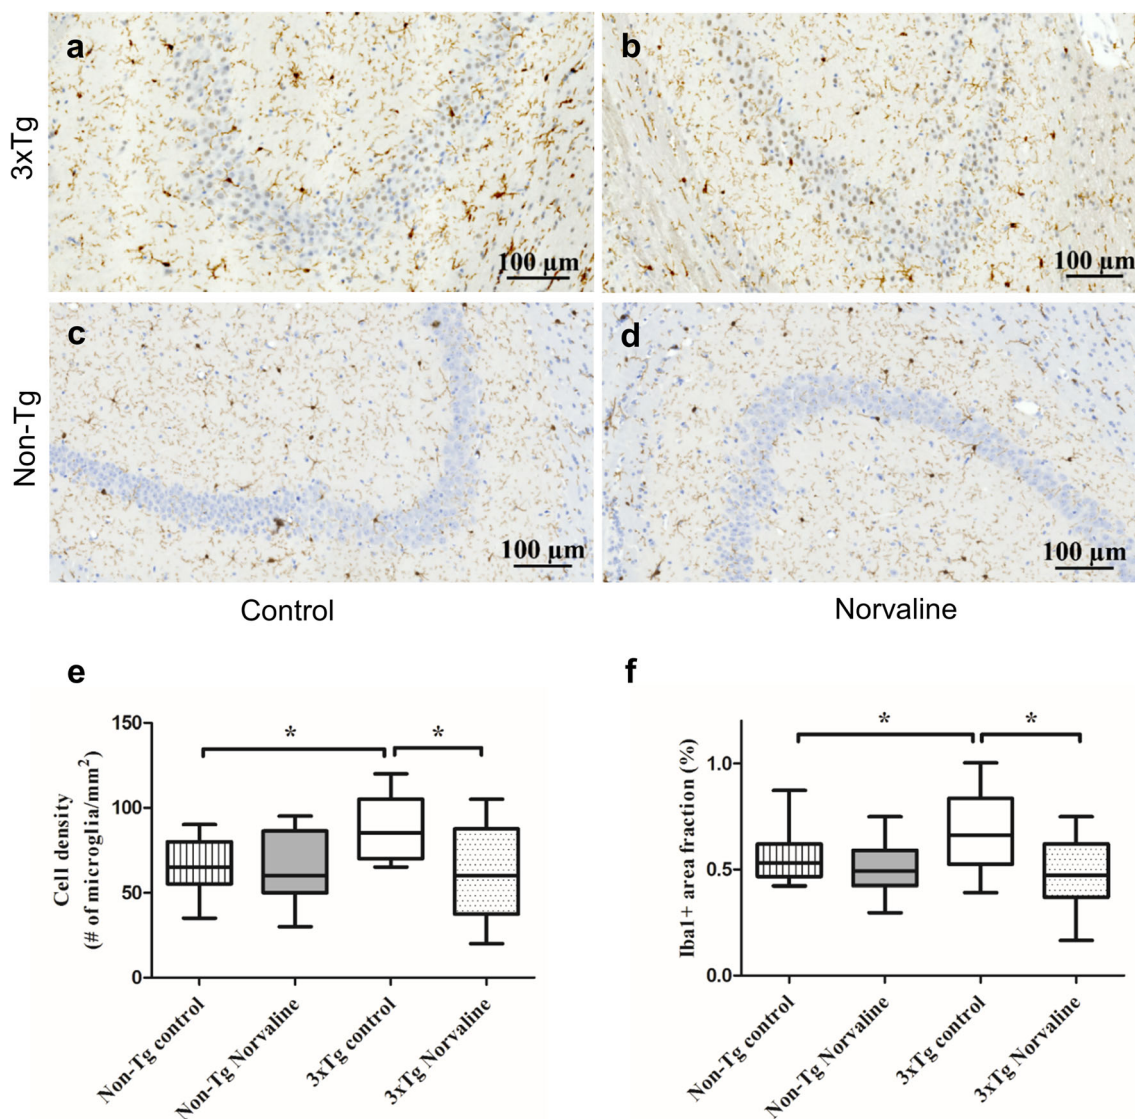 a
b
3xTg
100 µm
100 µm
c
d
Non-Tg
100 µm
100 µm
Control
Norvaline
e
f
150
100
50
0
Cell density
(# of microglia/mm²)
*
*
Non-Tg control
Non-Tg Norvaline
3xTg control
3xTg Norvaline
1.0
0.5
0.0
Iba1+ area fraction (%)
*
*
Non-Tg control
Non-Tg Norvaline
3xTg control
3xTg Norvaline